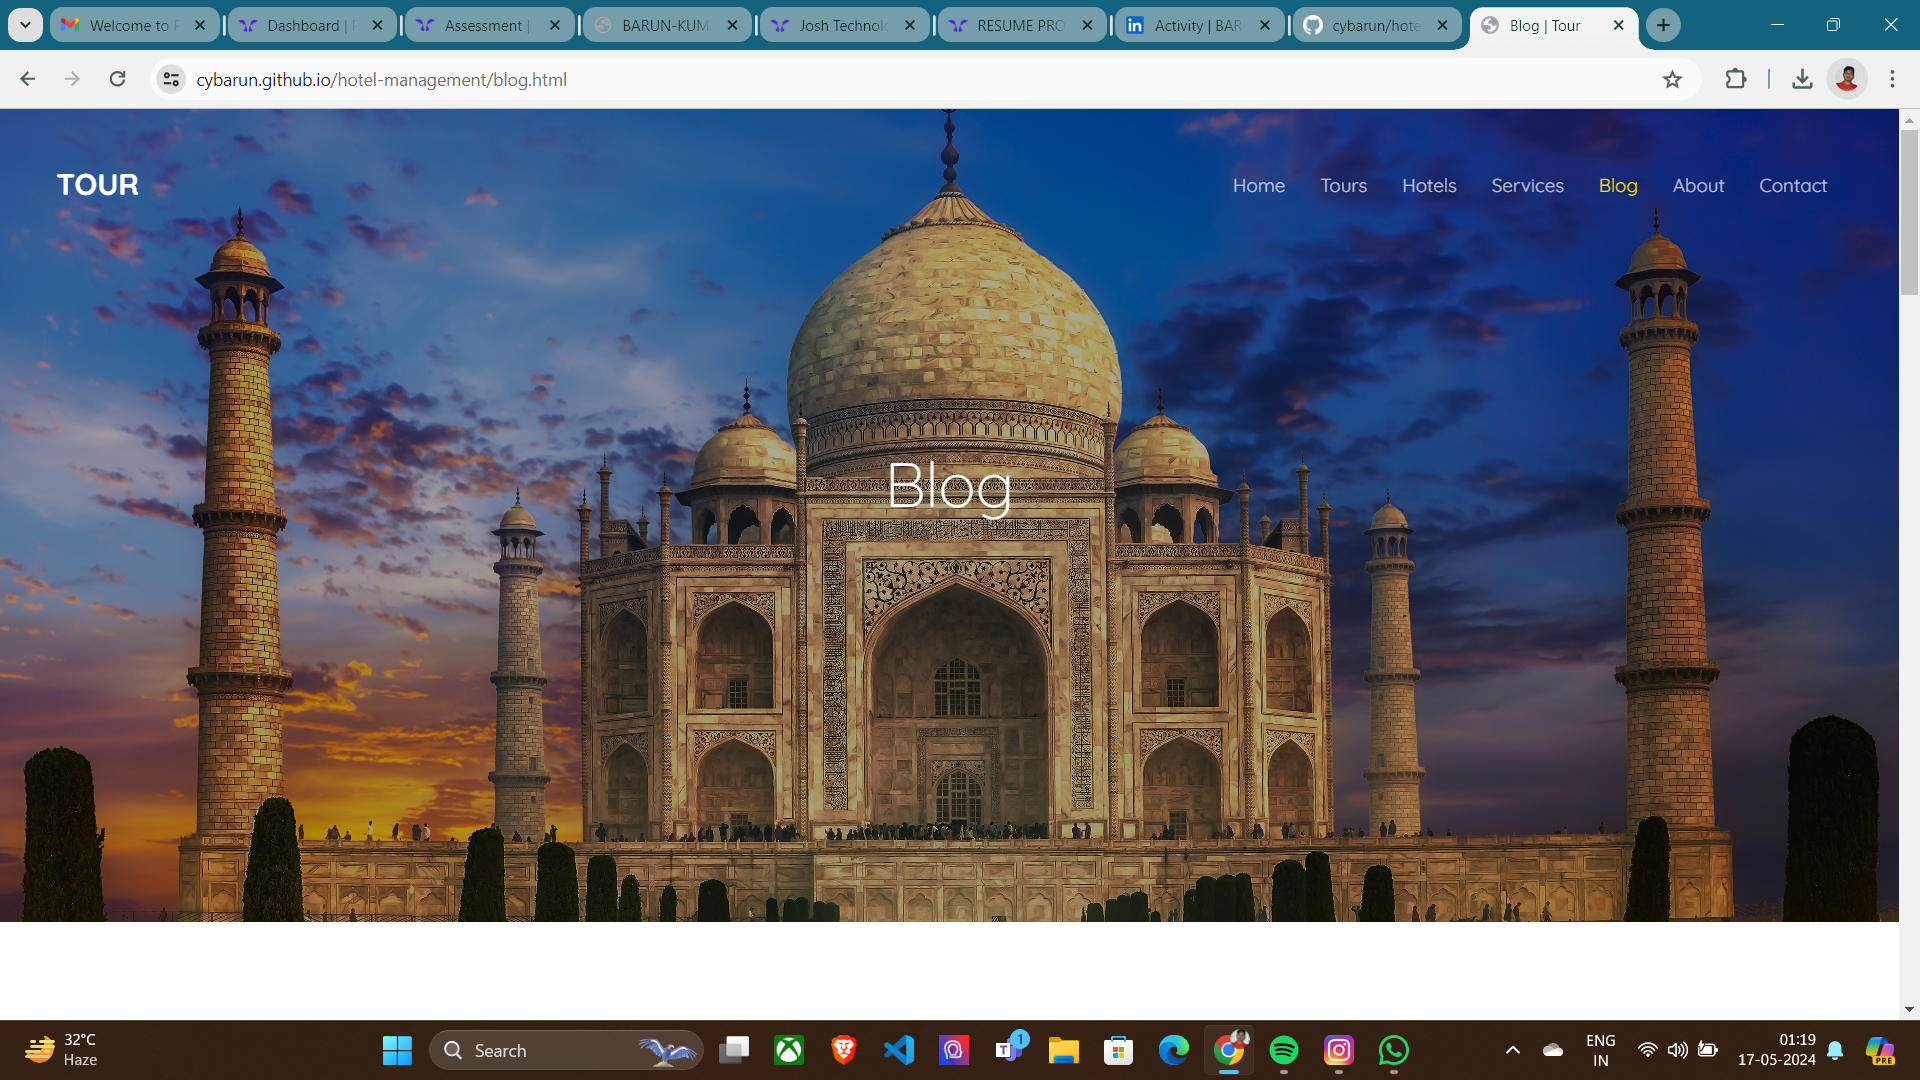 Welcome to
Dashboard |
Assessment |
BARUN-KUM
Josh Technol
RESUME PRO
Activity | BAR
cybarun/hote
Blog | Tour
cybarun.github.io/hotel-management/blog.html
TOUR
Home
Tours
Hotels
Services
Blog
About
Contact
Blog
32°C
Haze
Search
1
ENG
IN
01:19
17-05-2024
PRE